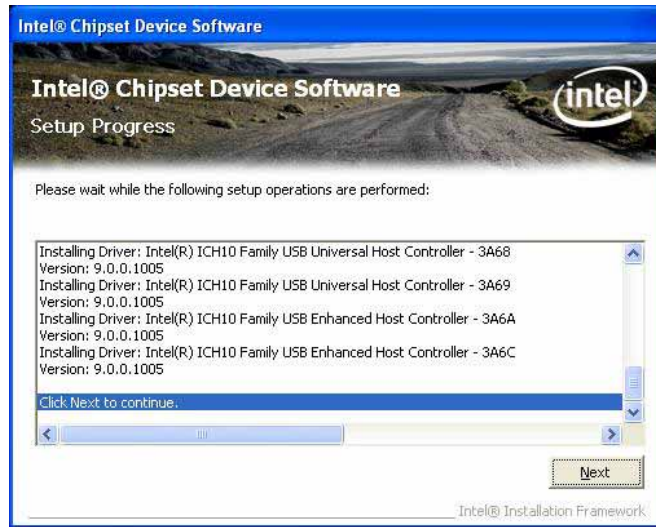 Intel® Chipset Device Software
Intel® Chipset Device Software
intel
Setup Progress
Please wait while the following setup operations are performed:
Installing Driver: Intel(R) ICH10 Family USB Universal Host Controller - 3A68
Version: 9.0.0.1005
Installing Driver: Intel(R) ICH10 Family USB Universal Host Controller - 3A69
Version: 9.0.0.1005
Installing Driver: Intel(R) ICH10 Family USB Enhanced Host Controller - 3A6A
Version: 9.0.0.1005
Installing Driver: Intel(R) ICH10 Family USB Enhanced Host Controller - 3A6C
Version: 9.0.0.1005
Click Next to continue.
Next
Intel® Installation Framework